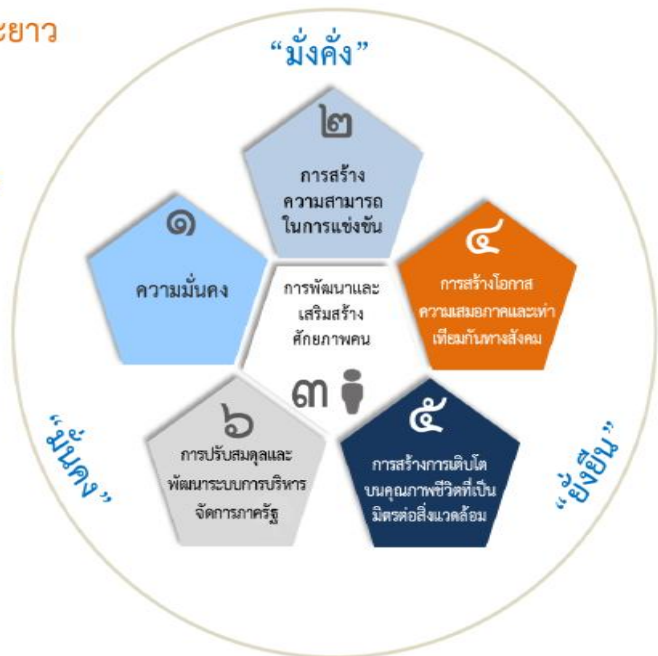 ะยาว
“มั่งคั่ง”
๒
การสร้าง
ความสามารถ
ในการแข่งขัน
๑
ความมั่นคง
๔
การสร้างโอกาส
ความเสมอภาคและเท่า
เทียมกันทางสังคม
การพัฒนาและ
เสริมสร้าง
ศักยภาพคน
๓
๖
การปรับสมดุลและ
พัฒนาระบบการบริหาร
จัดการภาครัฐ
๕
การสร้างการเติบโต
บนคุณภาพชีวิตที่เป็น
มิตรต่อสิ่งแวดล้อม
“มั่นคง”
“ยั่งยืน”